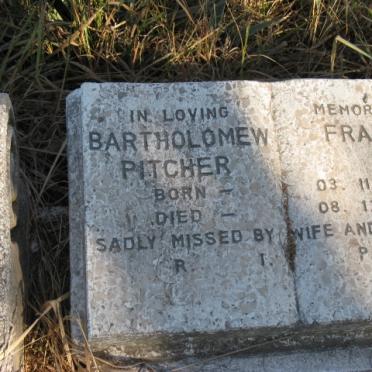 IN LOVING MEMOR
BARTHOLOMEW FRA
PITCHER
BORN - 03. 11
DIED - 08. 1
SADLY MISSED BY WIFE AND
R. I. P